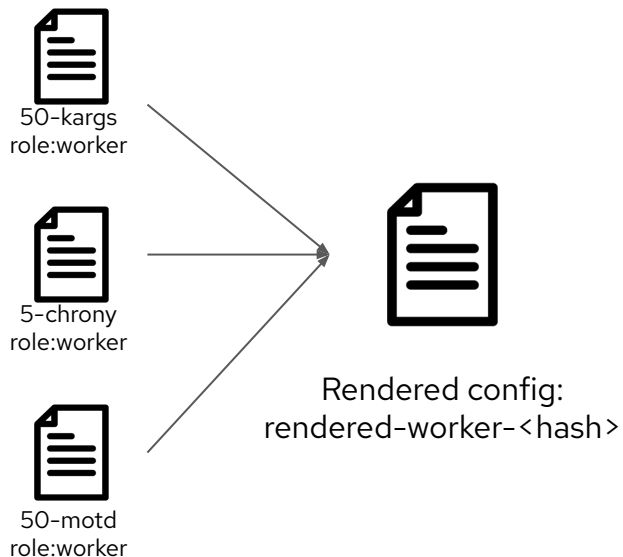 50-kargs
role:worker
5-chrony
role:worker
50-motd
role:worker
Rendered config:
rendered-worker-<hash>